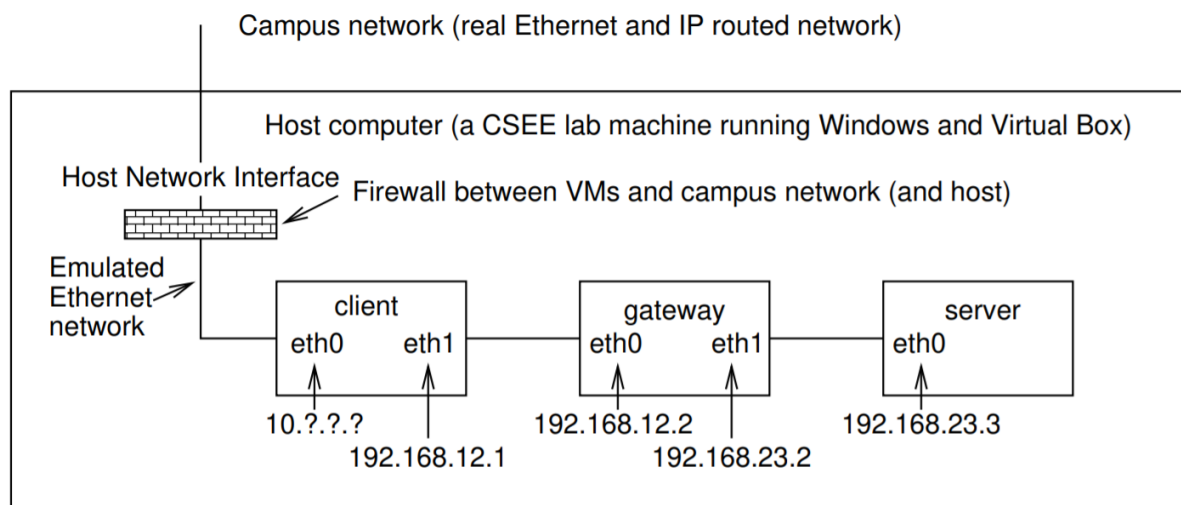 Campus network (real Ethernet and IP routed network)
Host computer (a CSEE lab machine running Windows and Virtual Box)
Host Network Interface
Firewall between VMs and campus network (and host)
Emulated
Ethernet
network
client
eth0 eth1
gateway
eth0 eth1
server
eth0
10.?.?.?
192.168.12.1
192.168.12.2
192.168.23.2
192.168.23.3